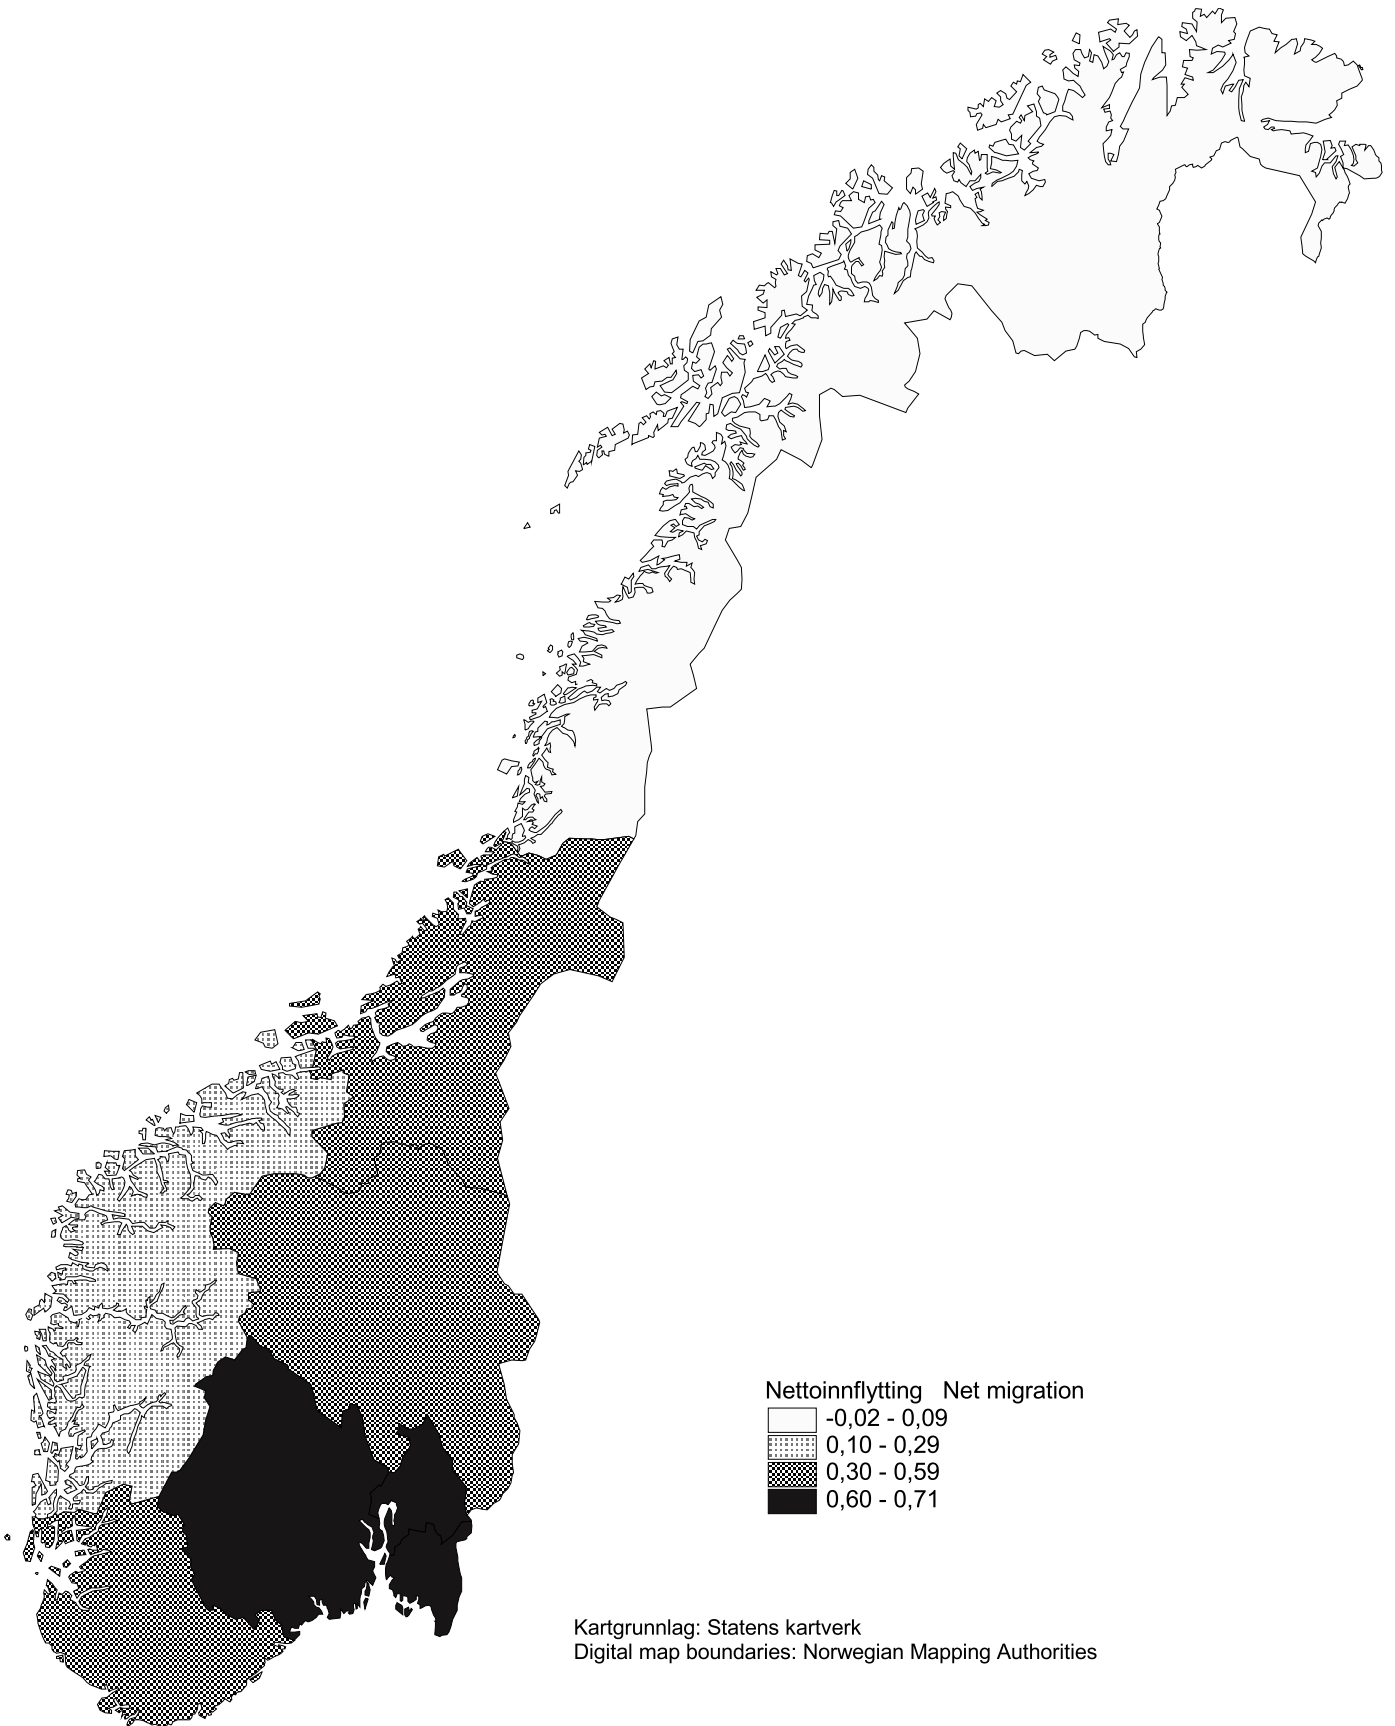 Nettoinnflytting Net migration
-0,02 - 0,09
0,10 - 0,29
0,30 - 0,59
0,60 - 0,71
Kartgrunnlag: Statens kartverk
Digital map boundaries: Norwegian Mapping Authorities